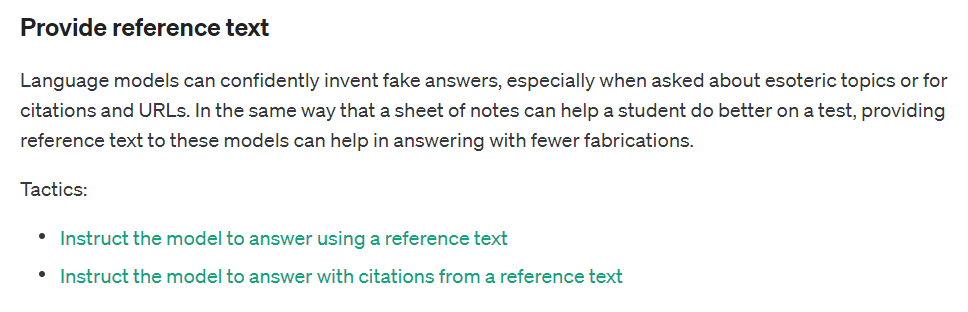 Provide reference text
Language models can confidently invent fake answers, especially when asked about esoteric topics or for
citations and URLs. In the same way that a sheet of notes can help a student do better on a test, providing
reference text to these models can help in answering with fewer fabrications.
Tactics:
• Instruct the model to answer using a reference text
• Instruct the model to answer with citations from a reference text